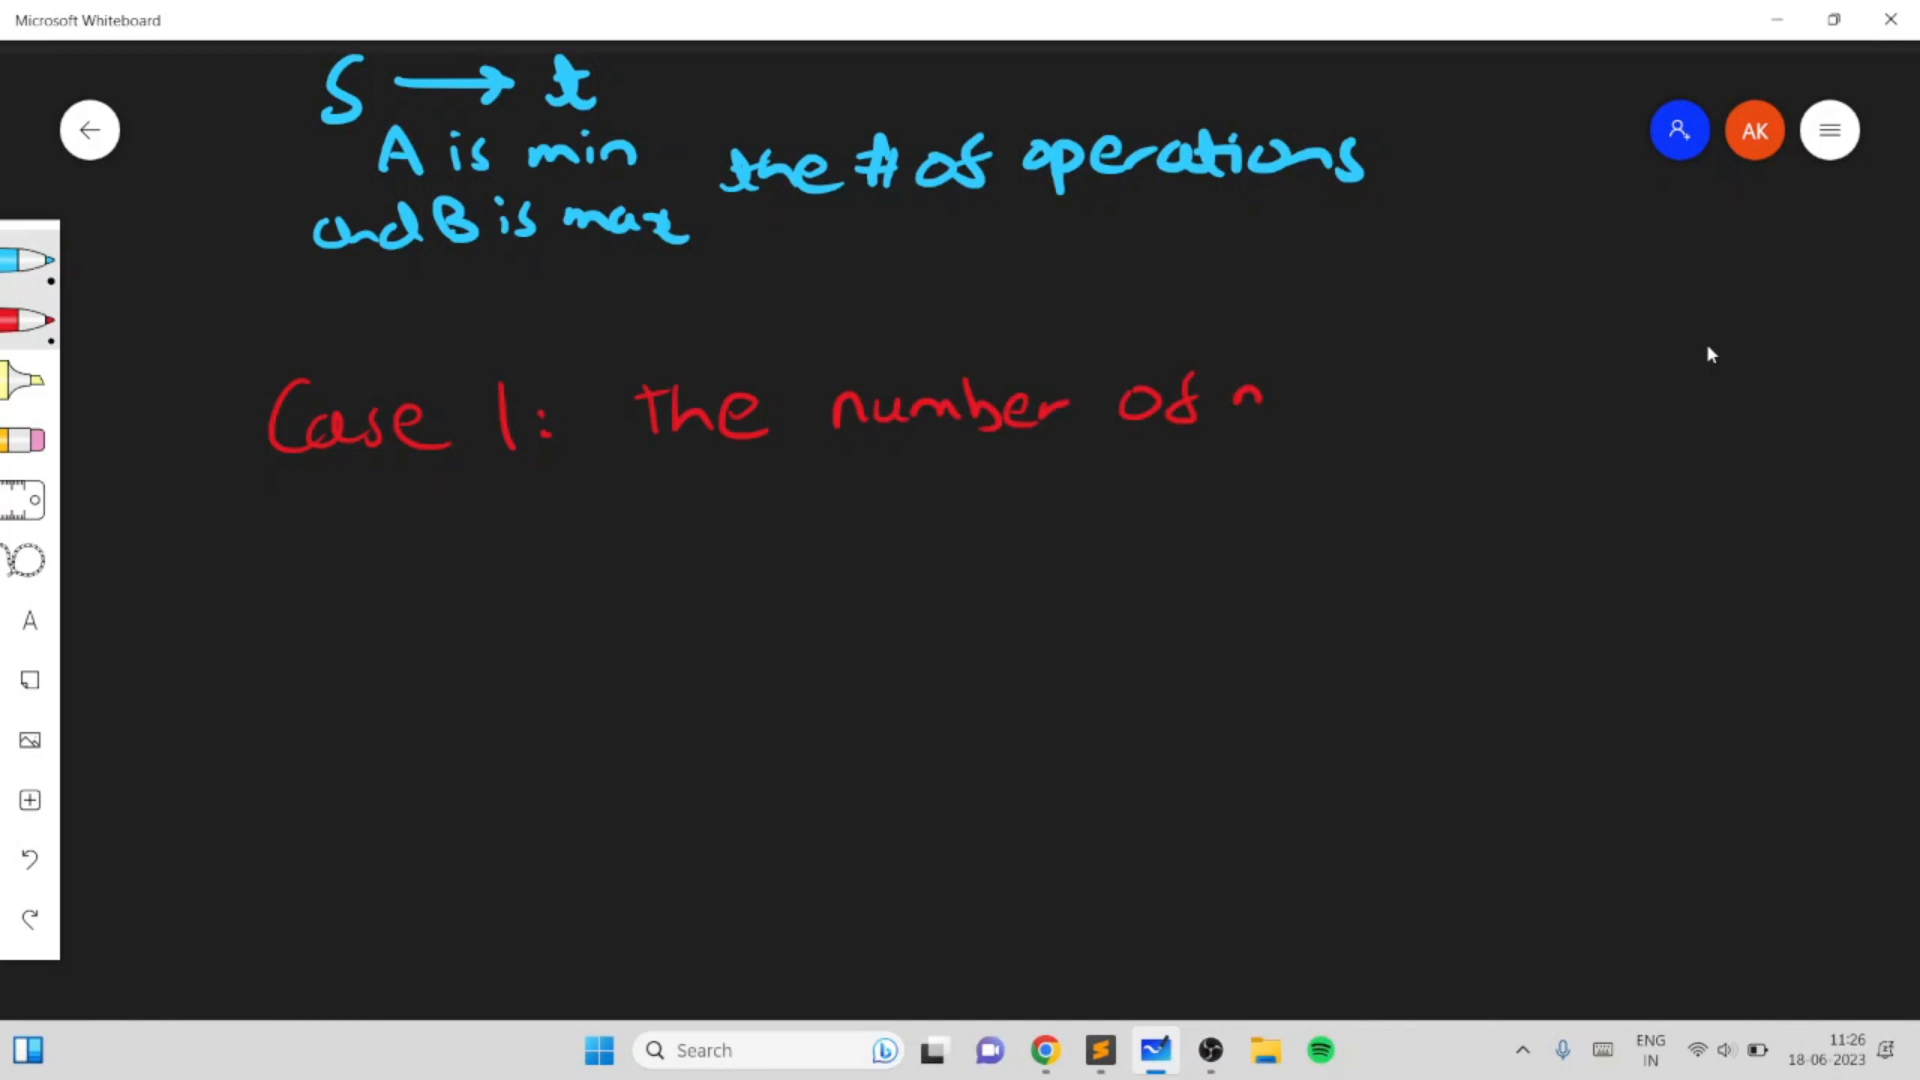 Microsoft Whiteboard
S → t
A is min the # of operations
and B is max
AK
Case 1: the number of
A
Search
ENG
IN
11:26
18-06-2023